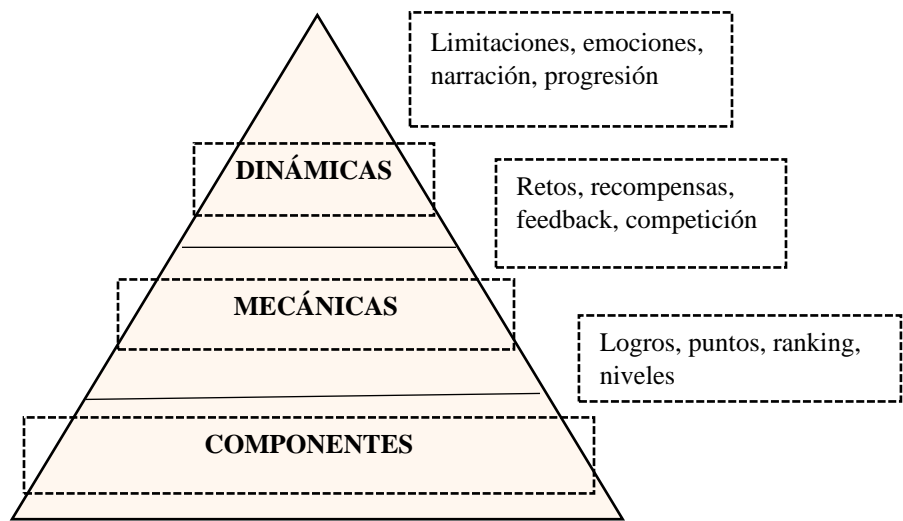 Limitaciones, emociones,
narración, progresión
DINÁMICAS
Retos, recompensas,
feedback, competición
MECÁNICAS
Logros, puntos, ranking,
niveles
COMPONENTES